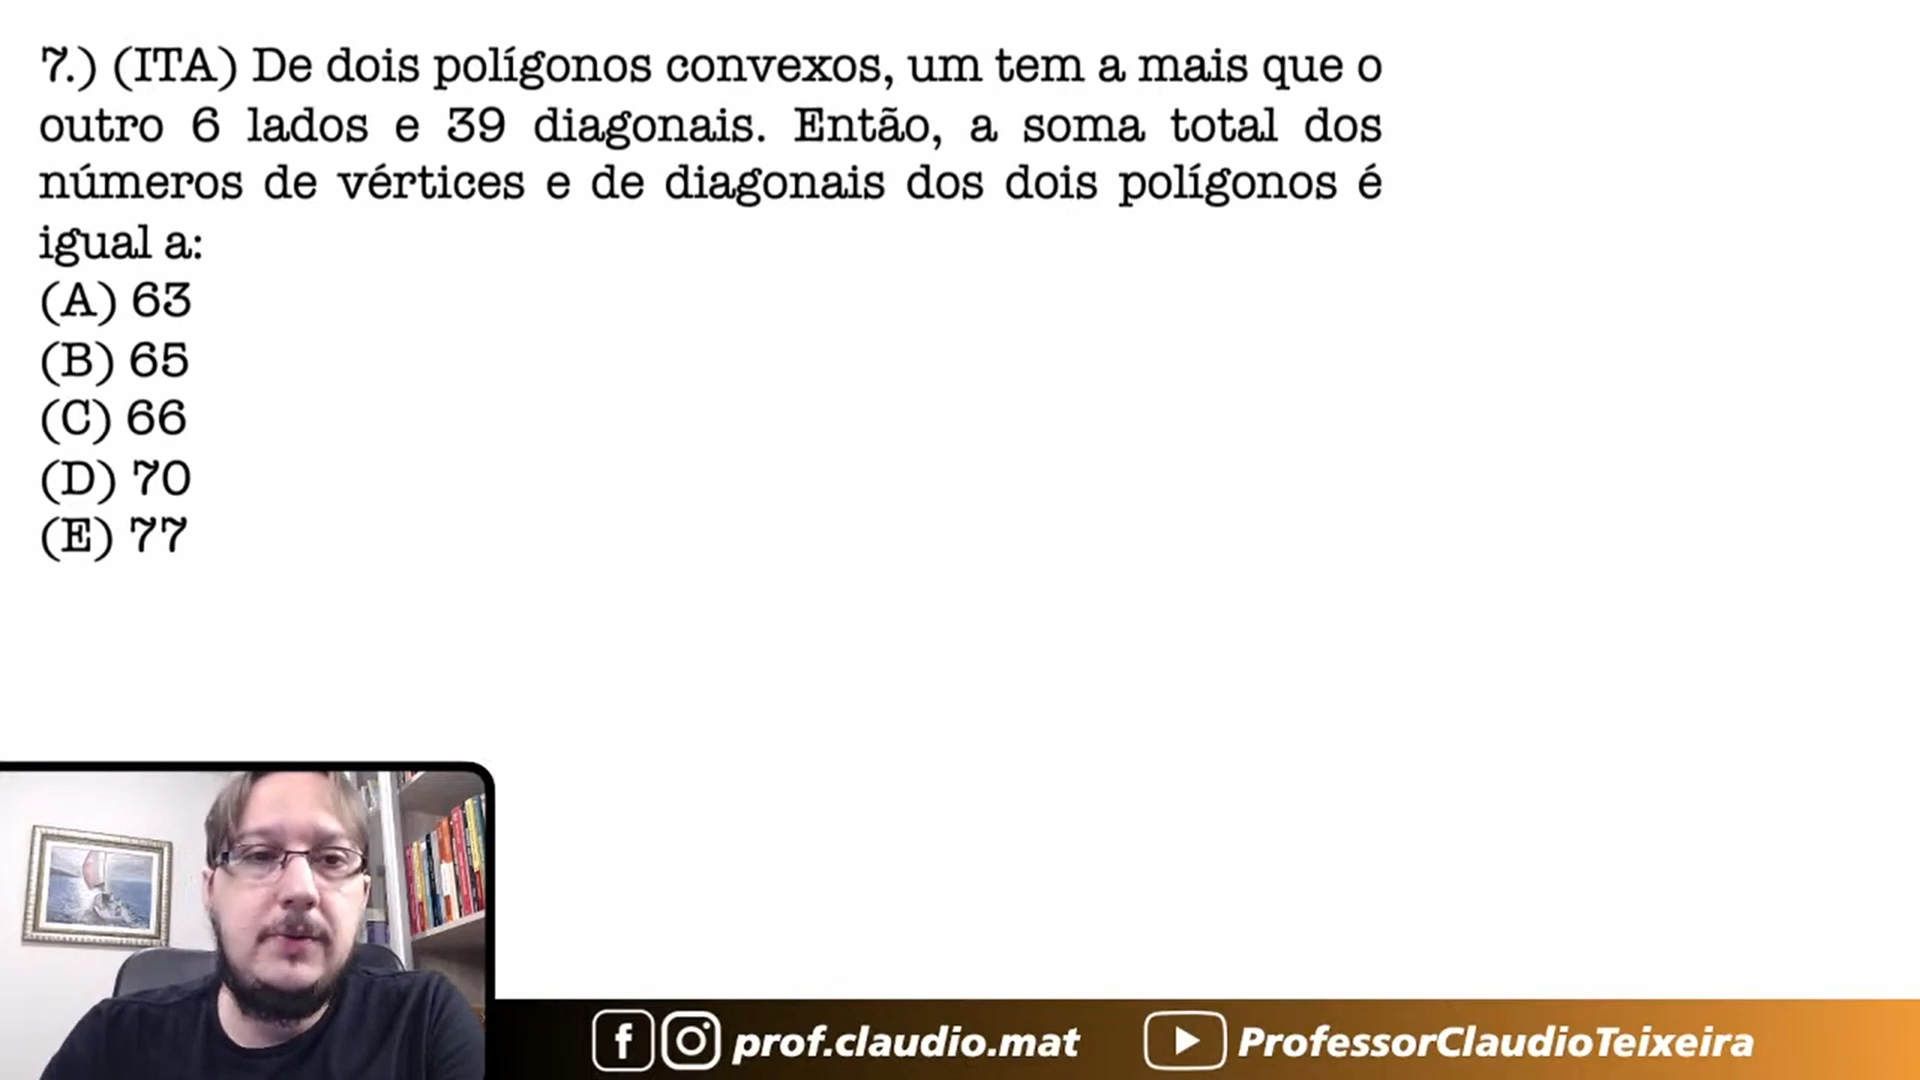 7.) (ITA) De dois polígonos convexos, um tem a mais que o
outro 6 lados e 39 diagonais. Então, a soma total dos
números de vértices e de diagonais dos dois polígonos é
igual a:
(A) 63
(B) 65
(C) 66
(D) 70
(E) 77
prof.claudio.mat
ProfessorClaudioTeixeira